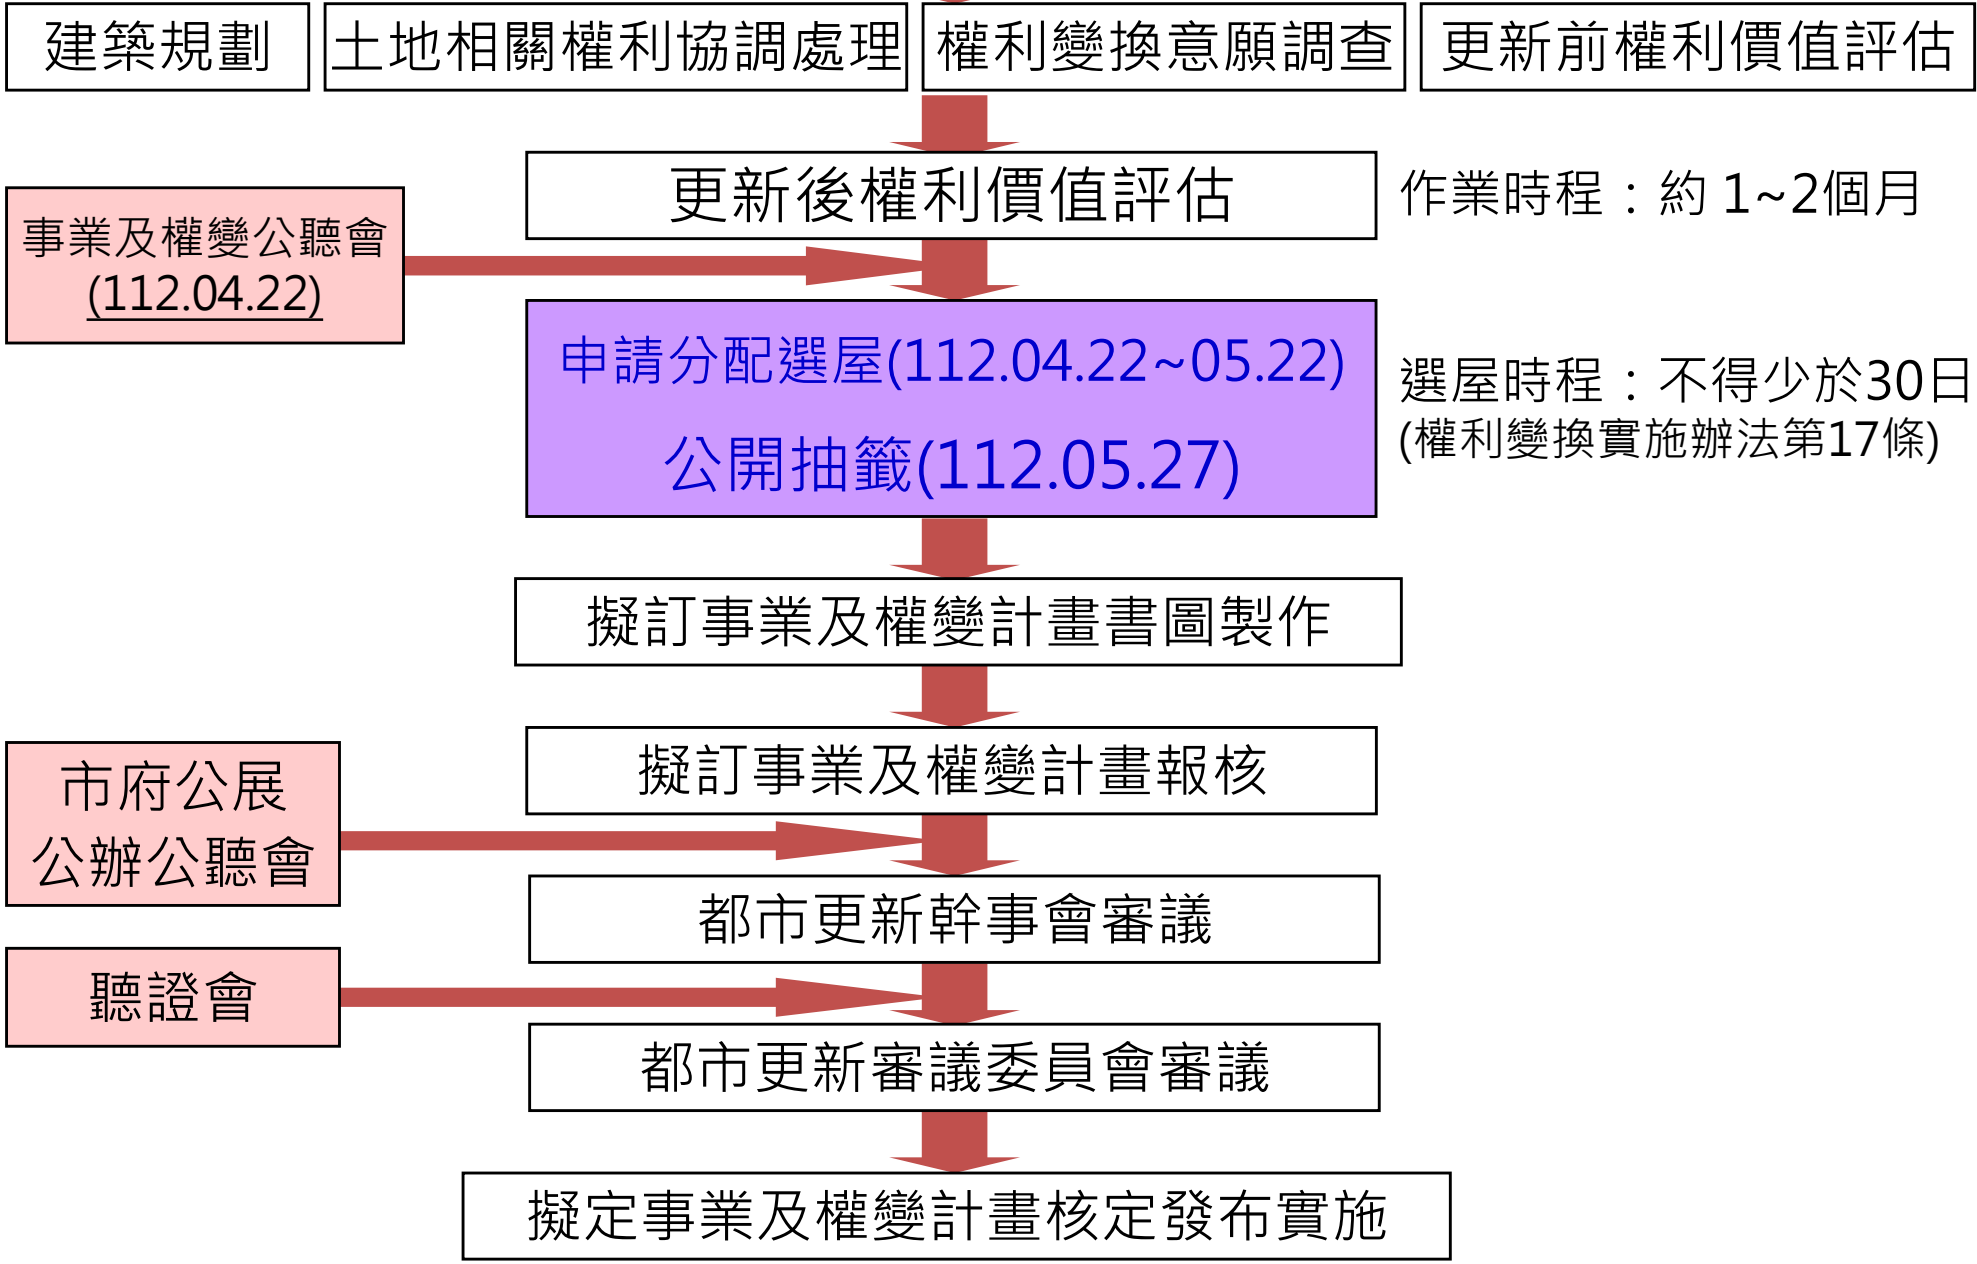 建築規劃
土地相關權利協調處理
權利變換意願調查
更新前權利價值評估
更新後權利價值評估
作業時程：約 1~2個月
事業及權變公聽會
(112.04.22)
申請分配選屋(112.04.22~05.22)
公開抽籤(112.05.27)
選屋時程：不得少於30日
(權利變換實施辦法第17條)
擬訂事業及權變計畫書圖製作
擬訂事業及權變計畫報核
市府公展
公辦公聽會
都市更新幹事會審議
聽證會
都市更新審議委員會審議
擬定事業及權變計畫核定發布實施